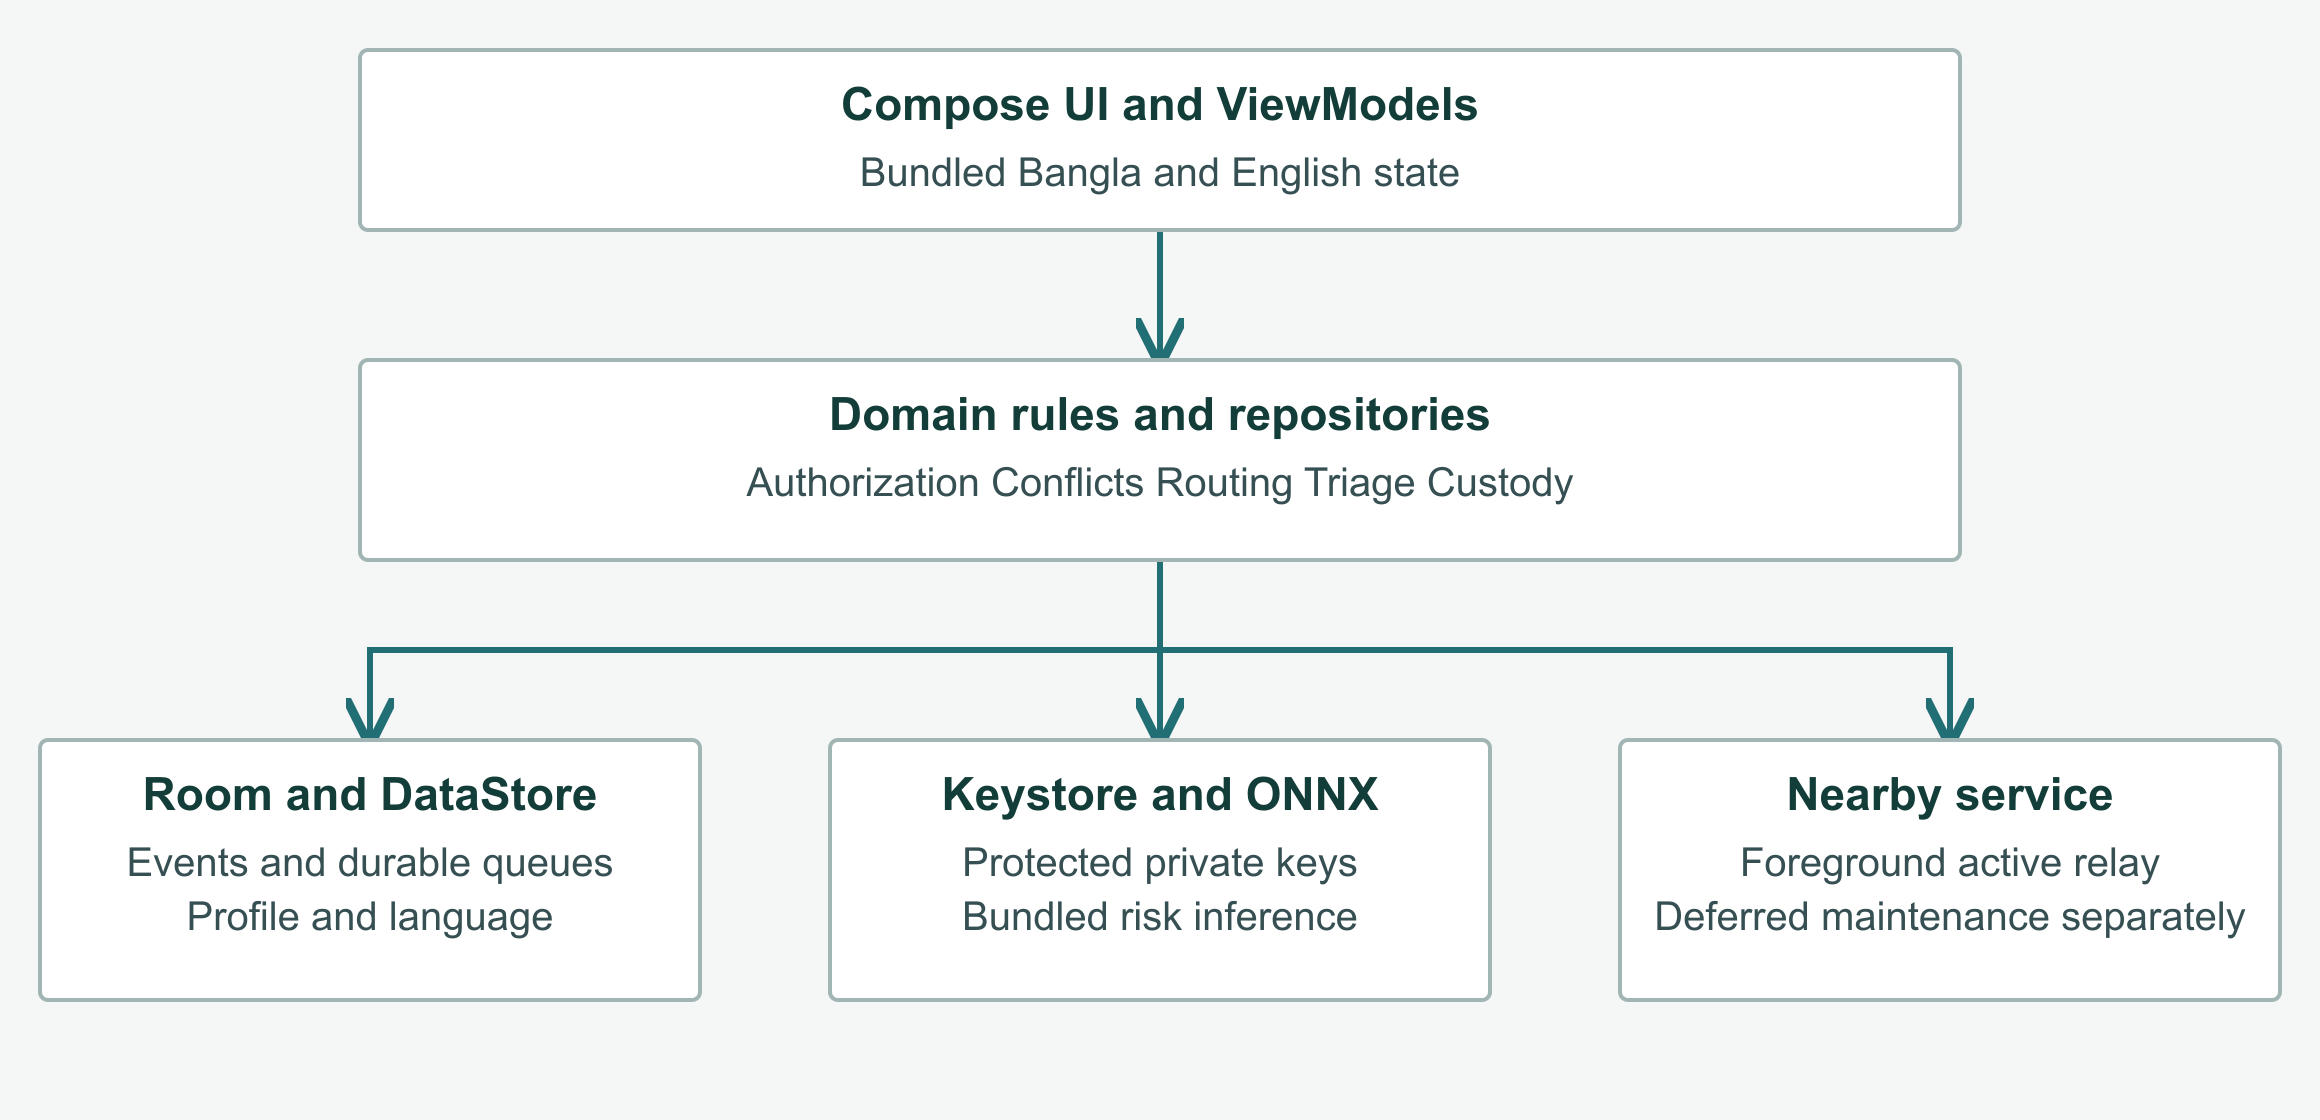 Compose UI and ViewModels
Bundled Bangla and English state
Domain rules and repositories
Authorization Conflicts Routing Triage Custody
Room and DataStore
Events and durable queues
Profile and language
Keystore and ONNX
Protected private keys
Bundled risk inference
Nearby service
Foreground active relay
Deferred maintenance separately